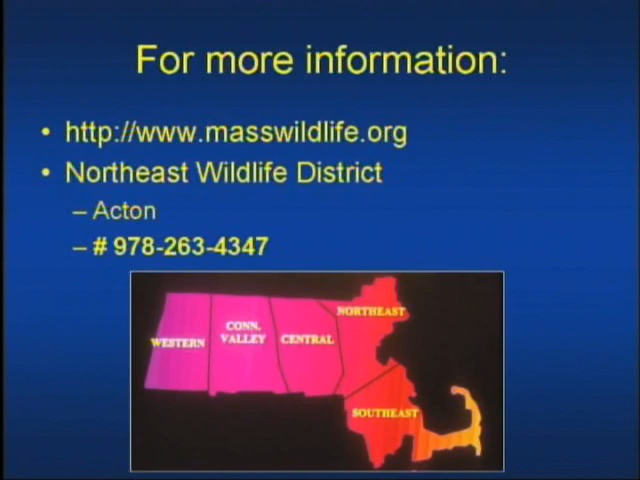 For more information:
• http://www.masswildlife.org
• Northeast Wildlife District
– Acton
– # 978-263-4347
NORTHEAST
CONN.
VALLEY
WESTERN
CENTRAL
SOUTHEAST